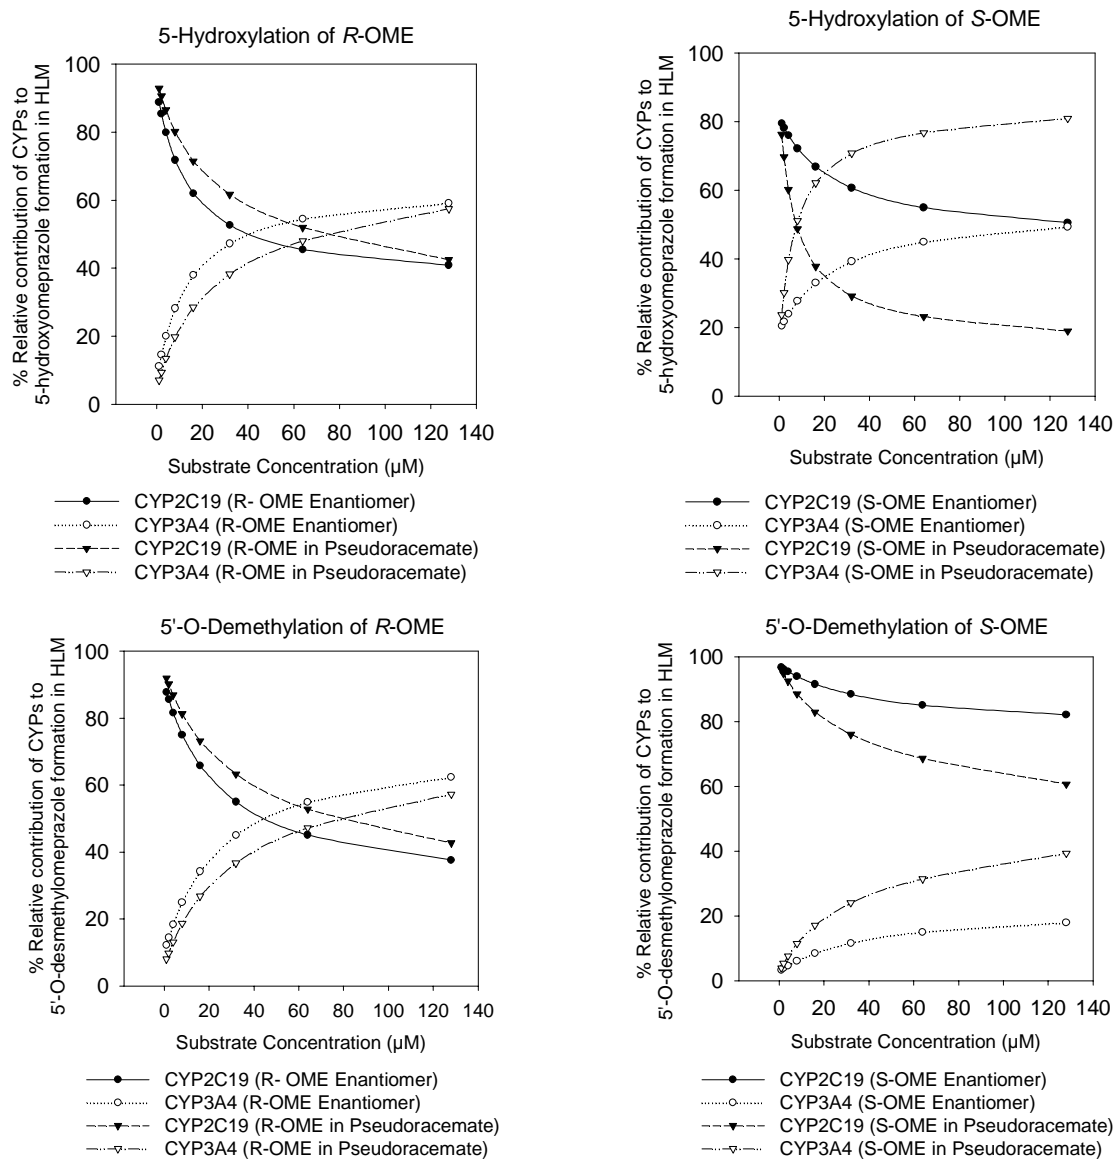 5-Hydroxylation of R-OME
% Relative contribution of CYPs to
5-hydroxyomeprazole formation in HLM
100
80
60
40
20
0
0 20 40 60 80 100 120 140
Substrate Concentration (µM)
CYP2C19 (R- OME Enantiomer)
CYP3A4 (R-OME Enantiomer)
CYP2C19 (R-OME in Pseudoracemate)
CYP3A4 (R-OME in Pseudoracemate)
5-Hydroxylation of S-OME
% Relative contribution of CYPs to
5-hydroxyomeprazole formation in HLM
100
80
60
40
20
0
0 20 40 60 80 100 120 140
Substrate Concentration (µM)
CYP2C19 (S-OME Enantiomer)
CYP3A4 (S-OME Enantiomer)
CYP2C19 (S-OME in Pseudoracemate)
CYP3A4 (S-OME in Pseudoracemate)
5'-O-Demethylation of R-OME
% Relative contribution of CYPs to
5'-O-desmethylomeprazole formation in HLM
100
80
60
40
20
0
0 20 40 60 80 100 120 140
Substrate Concentration (µM)
CYP2C19 (R- OME Enantiomer)
CYP3A4 (R-OME Enantiomer)
CYP2C19 (R-OME in Pseudoracemate)
CYP3A4 (R-OME in Pseudoracemate)
5'-O-Demethylation of S-OME
% Relative contribution of CYPs to
5'-O-desmethylomeprazole formation in HLM
100
80
60
40
20
0
0 20 40 60 80 100 120 140
Substrate Concentration (µM)
CYP2C19 (S-OME Enantiomer)
CYP3A4 (S-OME Enantiomer)
CYP2C19 (S-OME in Pseudoracemate)
CYP3A4 (S-OME in Pseudoracemate)